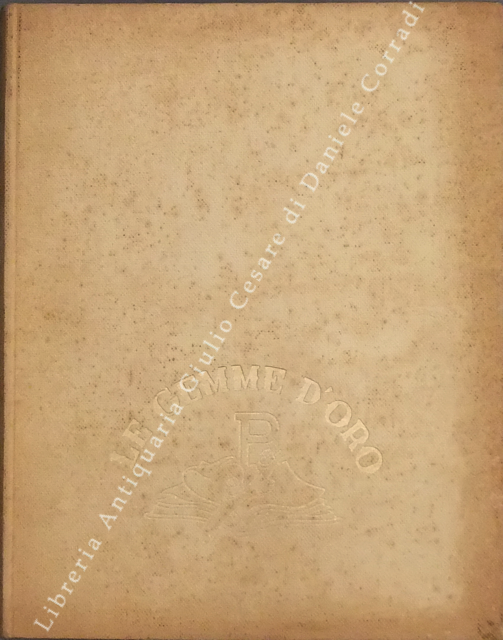 Libreria Antiquaria Giulio Cesare di Daniele Corradi
LE GEMME D'ORO
P